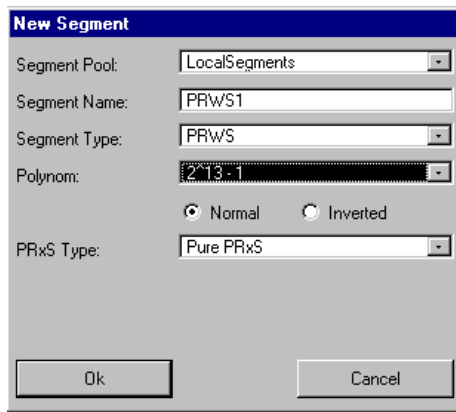 New Segment
Segment Pool: LocalSegments
Segment Name: PRWS1
Segment Type: PRWS
Polynom: 2^13 - 1
Normal Inverted
PRxS Type: Pure PRxS
Ok Cancel